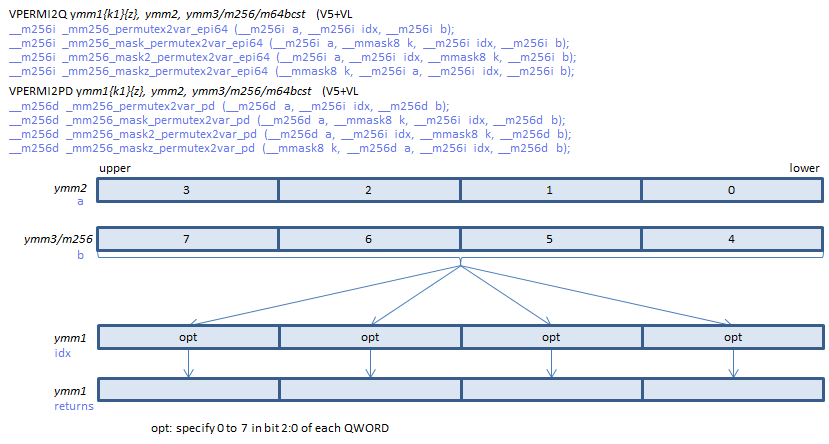 VPERMI2Q ymm1{k1}{z}, ymm2, ymm3/m256/m64bcst (V5+VL
__m256i _mm256_permutex2var_epi64 (__m256i a, __m256i idx, __m256i b);
__m256i _mm256_mask_permutex2var_epi64 (__m256i a, __mmask8 k, __m256i idx, __m256i b);
__m256i _mm256_mask2_permutex2var_epi64 (__m256i a, __m256i idx, __mmask8 k, __m256i b);
__m256i _mm256_maskz_permutex2var_epi64 (__mmask8 k, __m256i a, __m256i idx, __m256i b);
VPERMI2PD ymm1{k1}{z}, ymm2, ymm3/m256/m64bcst (V5+VL
__m256d _mm256_permutex2var_pd (__m256d a, __m256i idx, __m256d b);
__m256d _mm256_mask_permutex2var_pd (__m256d a, __mmask8 k, __m256i idx, __m256d b);
__m256d _mm256_mask2_permutex2var_pd (__m256d a, __m256i idx, __mmask8 k, __m256d b);
__m256d _mm256_maskz_permutex2var_pd (__mmask8 k, __m256d a, __m256i idx, __m256d b);
upper lower
ymm2 3 2 1 0
a
ymm3/m256 7 6 5 4
b
ymm1 opt opt opt opt
idx
ymm1
returns
opt: specify 0 to 7 in bit 2:0 of each QWORD